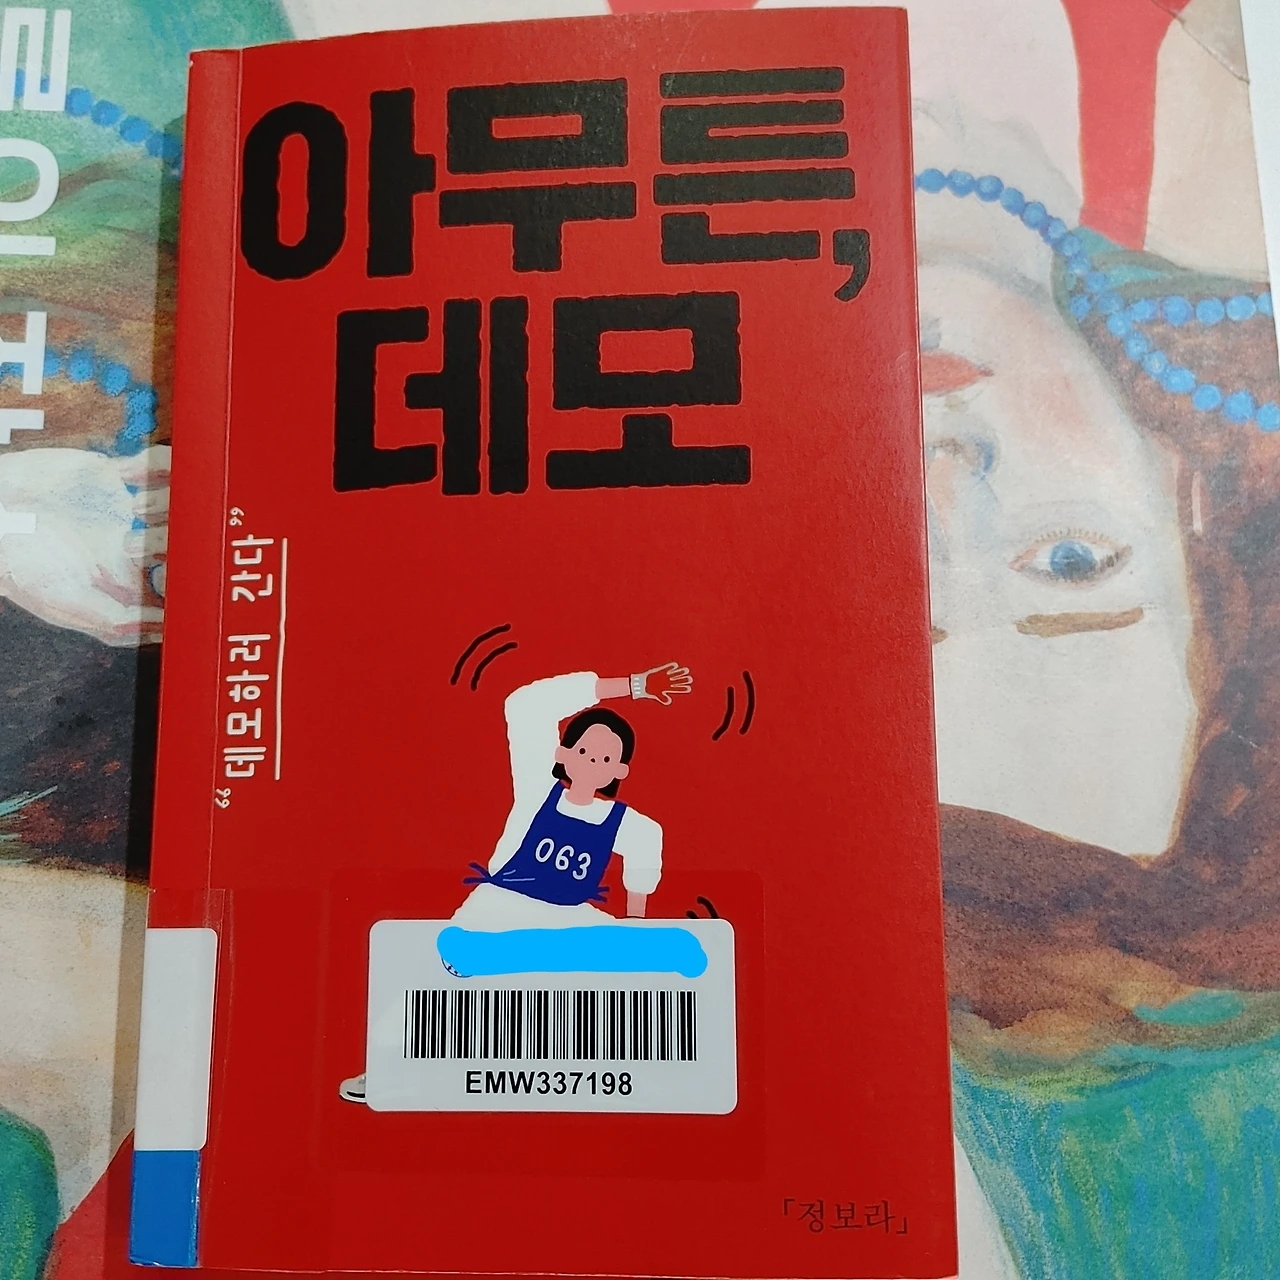 아무튼,
데모
“데모하러 간다”
063
EMW337198
「정보라」